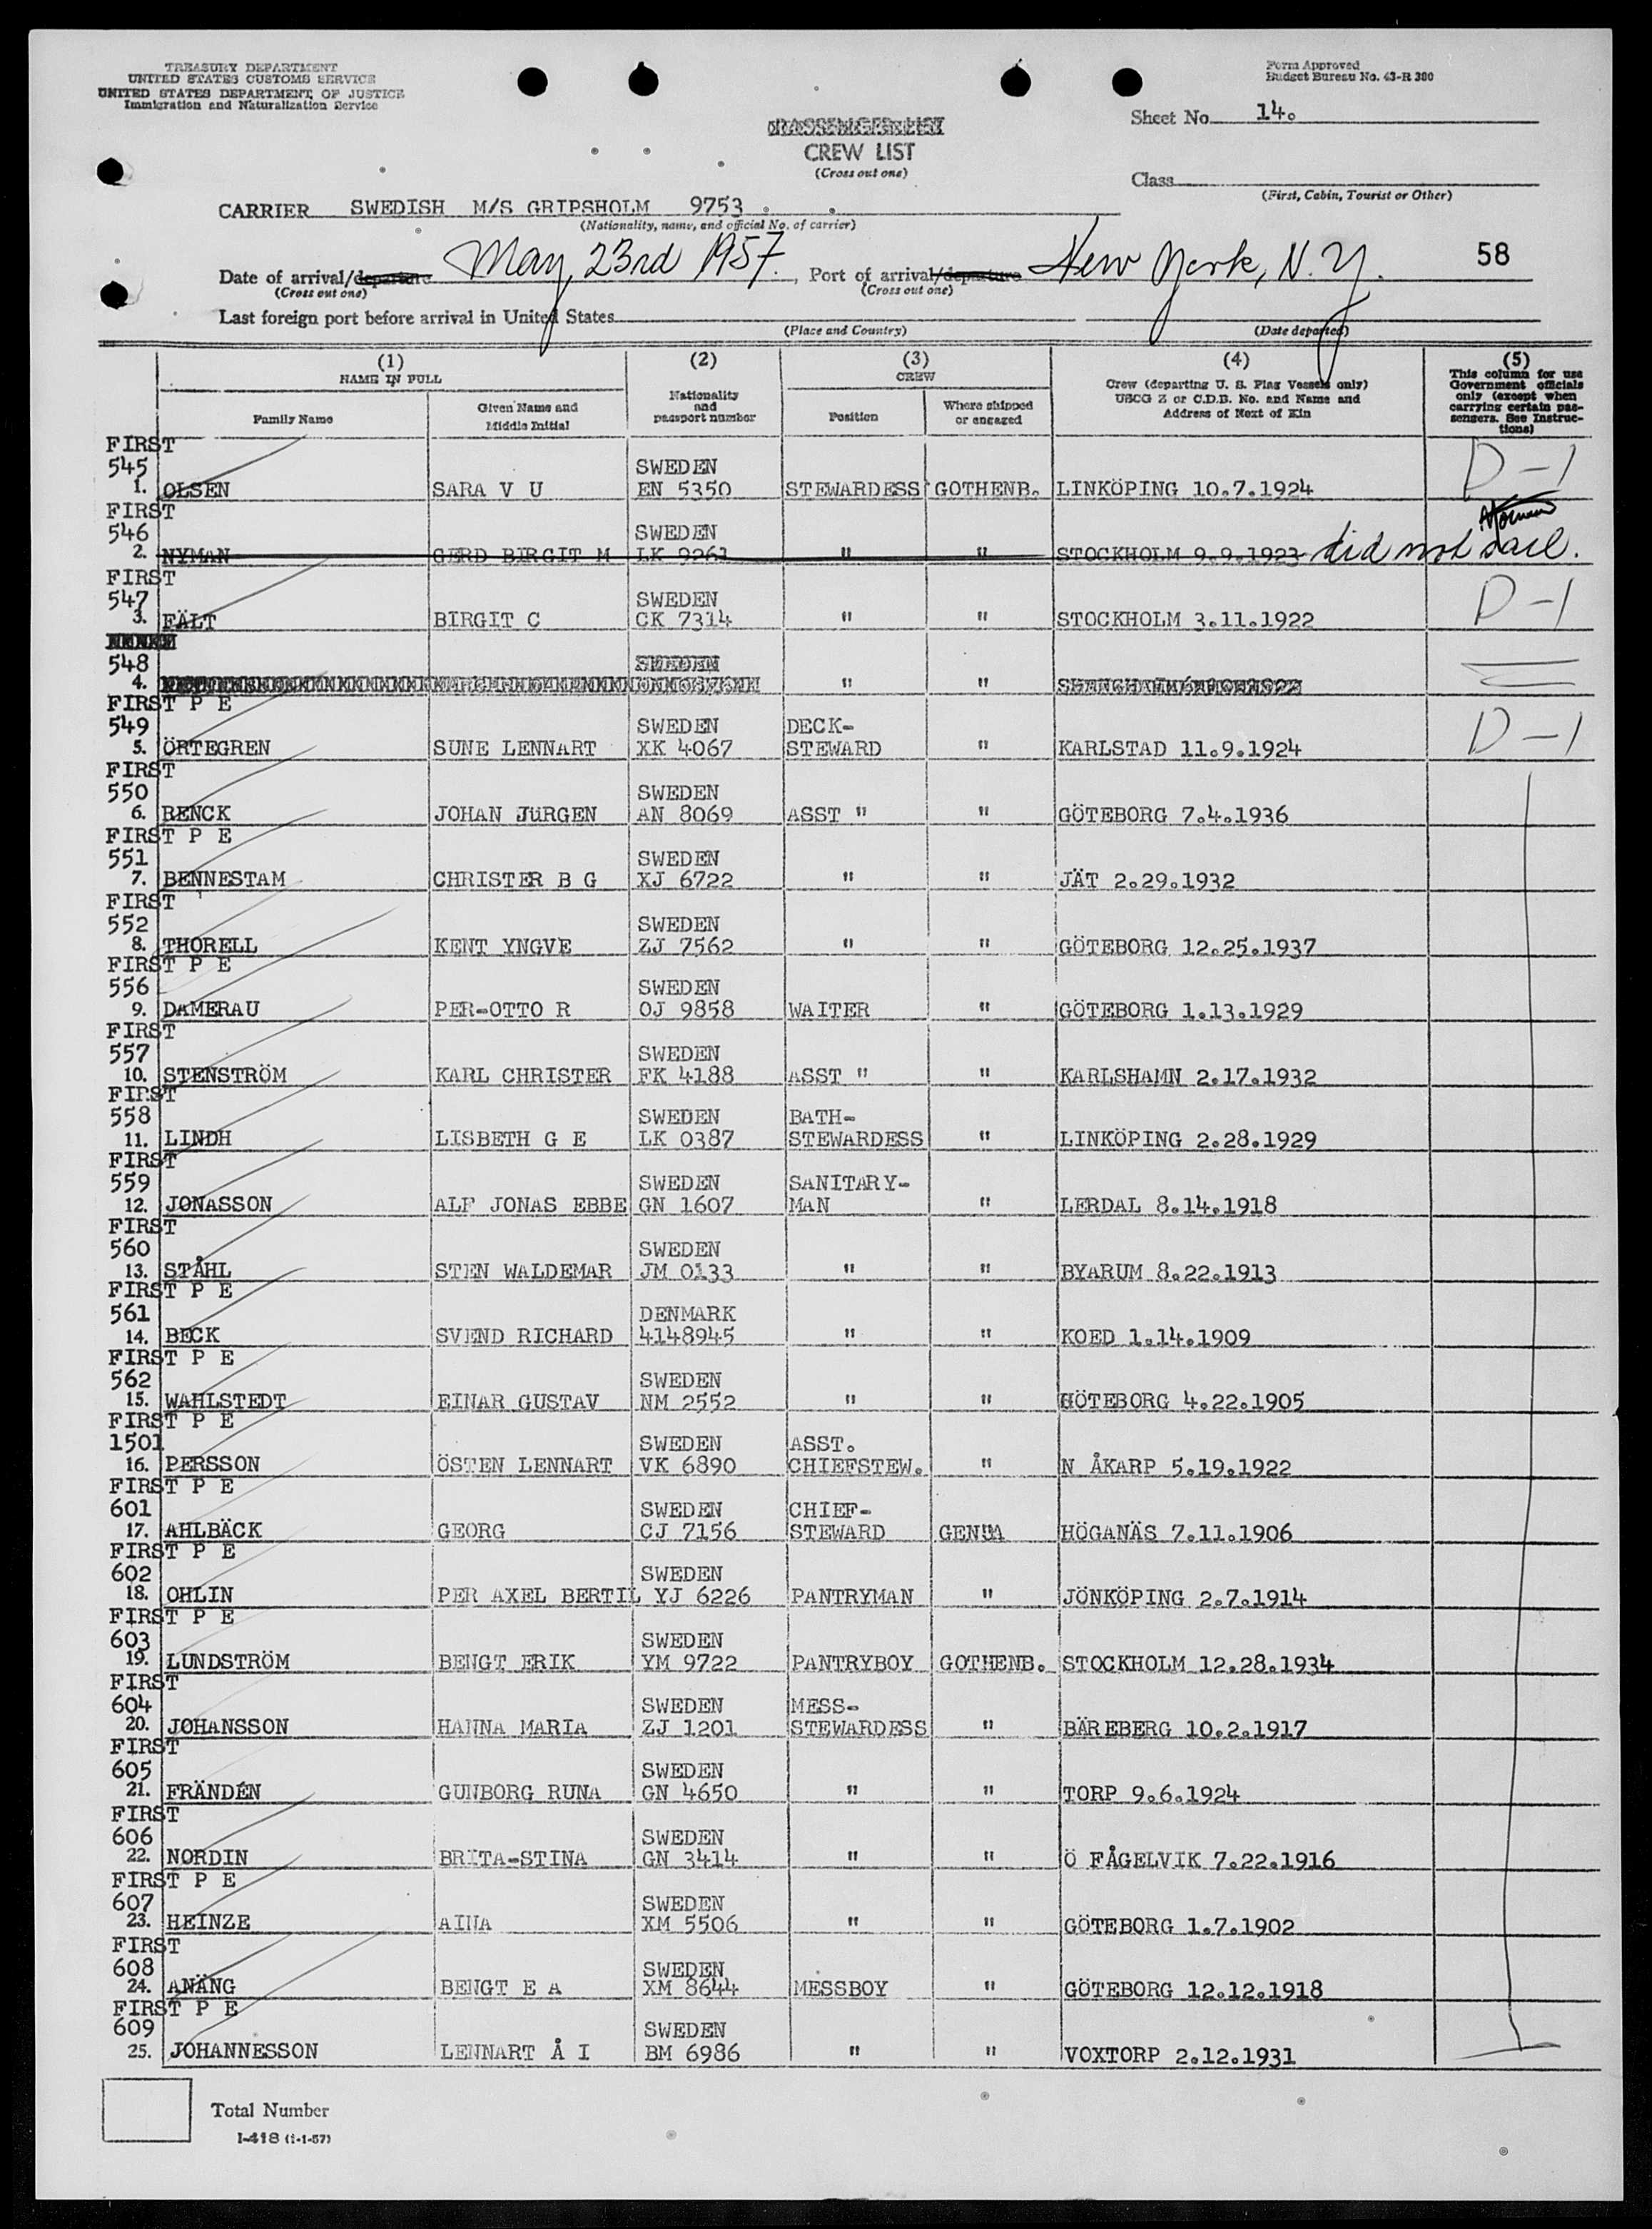 TREASURY DEPARTMENT
UNITED STATES CUSTOMS SERVICE
UNITED STATES DEPARTMENT OF JUSTICE
Immigration and Naturalization Service
Form Approved
Budget Bureau No. 43-R 380
Sheet No. 14.
PASSENGER LIST
CREW LIST
(Cross out one)
Class
(First, Cabin, Tourist or Other)
CARRIER SWEDISH M/S GRIPSHOLM 9753
(Nationality, name, and official No. of carrier)
Date of arrival/departure May, 23rd 1957. , Port of arrival/departure New York, N.Y. 58
(Cross out one) (Cross out one)
Last foreign port before arrival in United States
(Place and Country) (Date departed)
(1) (2) (3) (4) (5)
NAME IN FULL Nationality and passport number CREW Crew (departing U. S. Flag Vessels only) USCG Z or C.D.B. No. and Name and Address of Next of Kin This column for use Government officials only (except when carrying certain passengers. See Instructions)
Family Name Given Name and Middle Initial Position Where shipped or engaged
FIRST
545 SWEDEN D-1
1. OLSEN SARA V U EN 5350 STEWARDESS GOTHENB. LINKÖPING 10.7.1924
FIRST
546 SWEDEN
2. NYMAN GERD BIRGIT M LK 9261 " " STOCKHOLM 9.9.1923 did not sail.
FIRST
547 SWEDEN D-1
3. FÄLT BIRGIT C CK 7314 " " STOCKHOLM 3.11.1922
548 SWEDEN
4. " "
FIRST P E
549 SWEDEN DECK- D-1
5. ÖRTEGREN SUNE LENNART XK 4067 STEWARD " KARLSTAD 11.9.1924
FIRST
550 SWEDEN
6. RENCK JOHAN JÜRGEN AN 8069 ASST " " GÖTEBORG 7.4.1936
FIRST P E
551 SWEDEN
7. BENNESTAM CHRISTER B G XJ 6722 " " JÄT 2.29.1932
FIRST
552 SWEDEN
8. THORELL KENT YNGVE ZJ 7562 " " GÖTEBORG 12.25.1937
FIRST P E
556 SWEDEN
9. DAMERAU PER-OTTO R OJ 9858 WAITER " GÖTEBORG 1.13.1929
FIRST
557 SWEDEN
10. STENSTRÖM KARL CHRISTER FK 4188 ASST " " KARLSHAMN 2.17.1932
FIRST
558 SWEDEN BATH-
11. LINDH LISBETH G E LK 0387 STEWARDESS " LINKÖPING 2.28.1929
FIRST
559 SWEDEN SANITARY-
12. JONASSON ALF JONAS EBBE GN 1607 MAN " LERDAL 8.14.1918
FIRST
560 SWEDEN
13. STÅHL STEN WALDEMAR JM 0133 " " BYARUM 8.22.1913
FIRST P E
561 DENMARK
14. BECK SVEND RICHARD 4148945 " " KOED 1.14.1909
FIRST P E
562 SWEDEN
15. WAHLSTEDT EINAR GUSTAV NM 2552 " " GÖTEBORG 4.22.1905
FIRST P E
1501 SWEDEN ASST.
16. PERSSON ÖSTEN LENNART VK 6890 CHIEFSTEW. " N ÅKARP 5.19.1922
FIRST P E
601 SWEDEN CHIEF-
17. AHLBÄCK GEORG CJ 7156 STEWARD GENUA HÖGANÄS 7.11.1906
FIRST P E
602 SWEDEN
18. OHLIN PER AXEL BERTIL YJ 6226 PANTRYMAN " JÖNKÖPING 2.7.1914
FIRST P E
603 SWEDEN
19. LUNDSTRÖM BENGT ERIK YM 9722 PANTRYBOY GOTHENB. STOCKHOLM 12.28.1934
FIRST
604 SWEDEN MESS-
20. JOHANSSON HANNA MARIA ZJ 1201 STEWARDESS " BÄREBERG 10.2.1917
FIRST
605 SWEDEN
21. FRÄNDÉN GUNBORG RUNA GN 4650 " " TORP 9.6.1924
FIRST
606 SWEDEN
22. NORDIN BRITA-STINA GN 3414 " " Ö FÅGELVIK 7.22.1916
FIRST P E
607 SWEDEN
23. HEINZE AINA XM 5506 " " GÖTEBORG 1.7.1902
FIRST
608 SWEDEN
24. ANÄNG BENGT E A XM 8644 MESSBOY " GÖTEBORG 12.12.1918
FIRST P E
609 SWEDEN
25. JOHANNESSON LENNART Å I BM 6986 " " VOXTORP 2.12.1931
Total Number
I-418 (1-1-57)